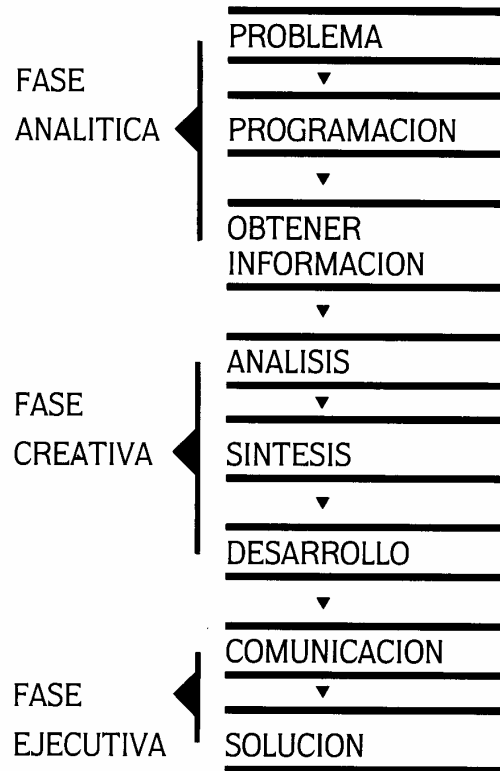 PROBLEMA
FASE
ANALITICA
PROGRAMACION
OBTENER
INFORMACION
ANALISIS
FASE
CREATIVA
SINTESIS
DESARROLLO
COMUNICACION
FASE
EJECUTIVA
SOLUCION